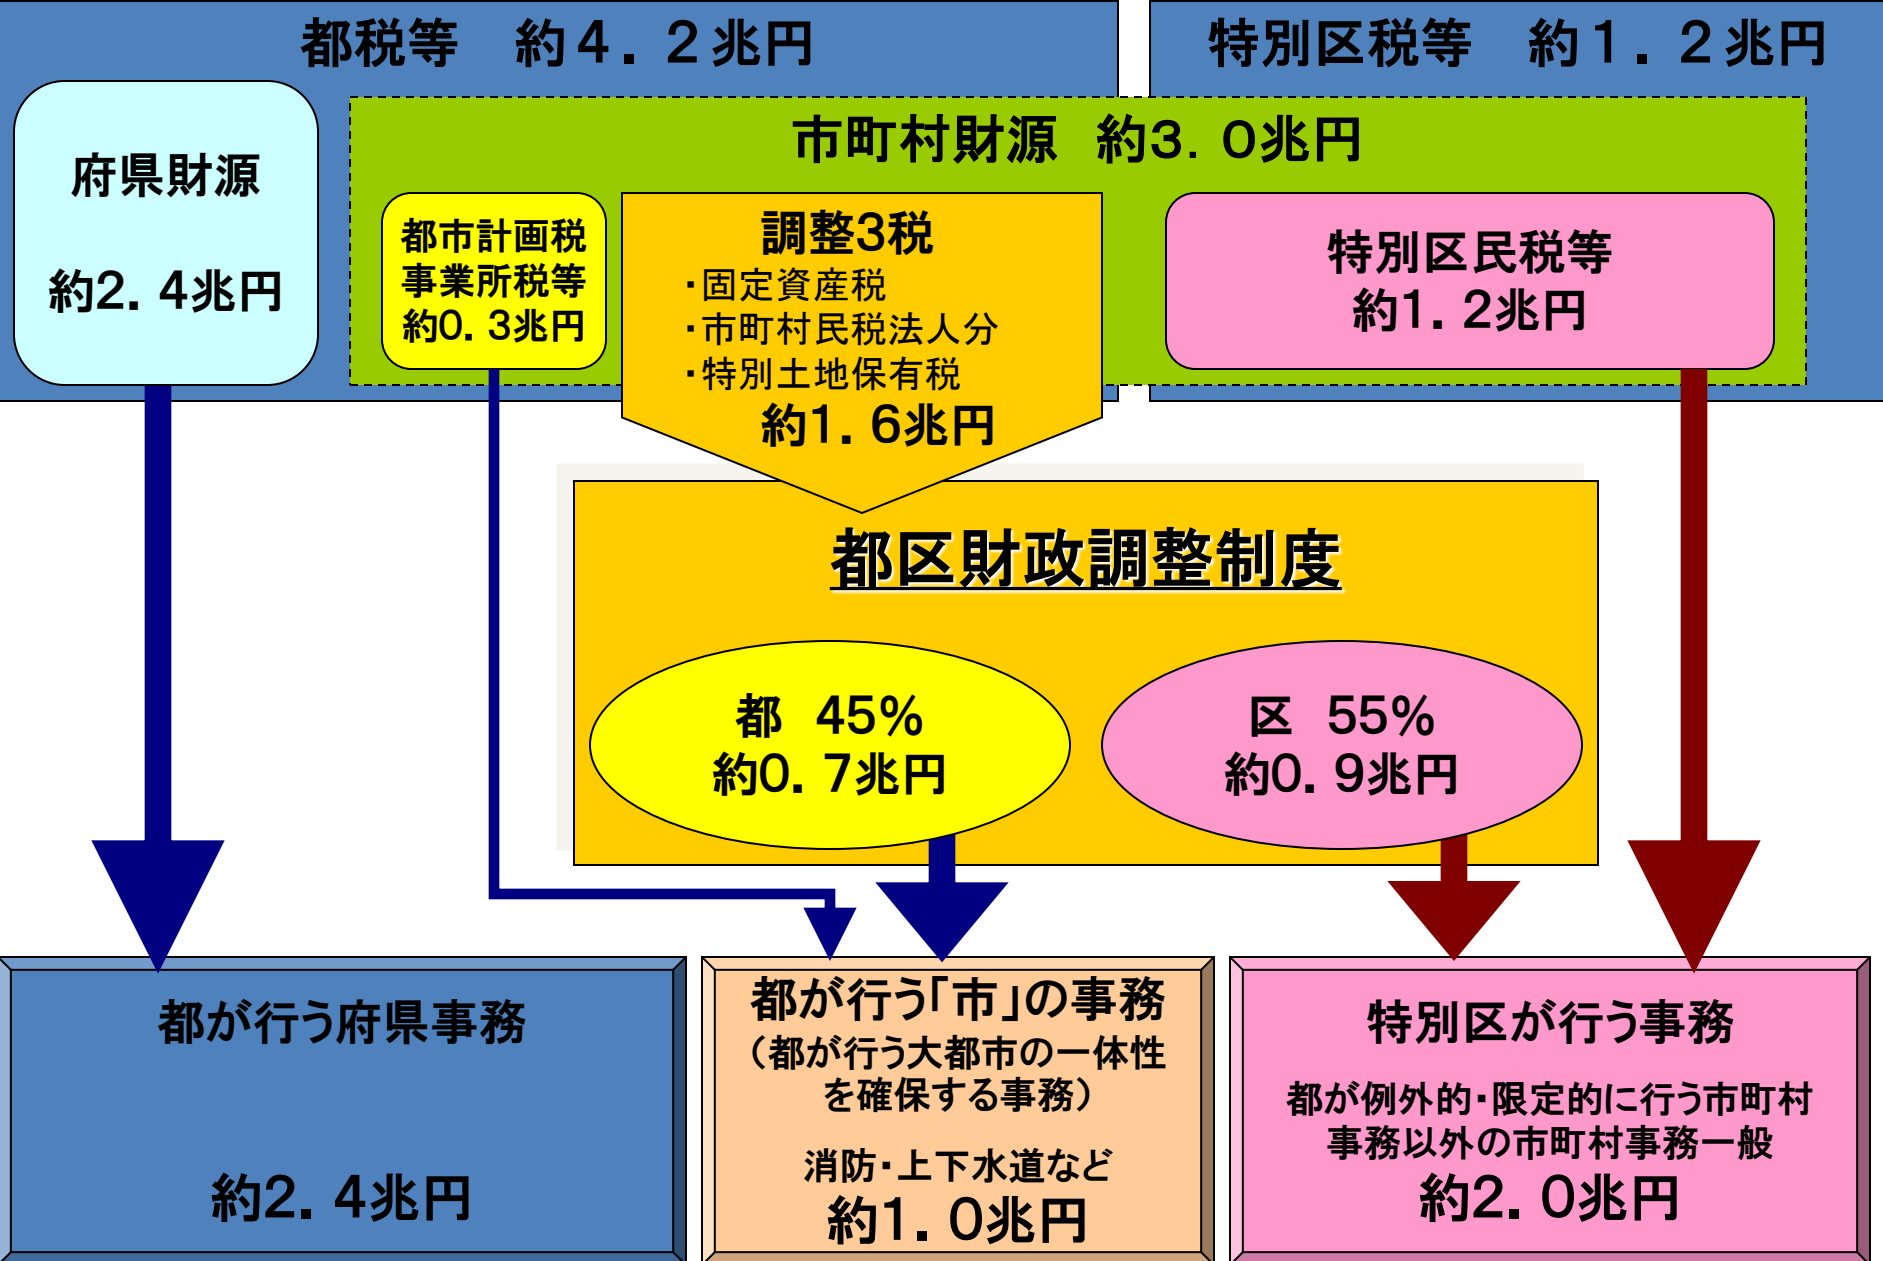 都税等　約４．２兆円
特別区税等　約１．２兆円
市町村財源　約3．0兆円
府県財源
約2．4兆円
都市計画税
事業所税等
約0．3兆円
調整3税
・固定資産税
・市町村民税法人分
・特別土地保有税
約1．6兆円
特別区民税等
約1．2兆円
都区財政調整制度
都　45％
約0．7兆円
区　55％
約0．9兆円
都が行う府県事務
約2．4兆円
都が行う「市」の事務
（都が行う大都市の一体性
を確保する事務）
消防・上下水道など
約1．0兆円
特別区が行う事務
都が例外的・限定的に行う市町村
事務以外の市町村事務一般
約2．0兆円